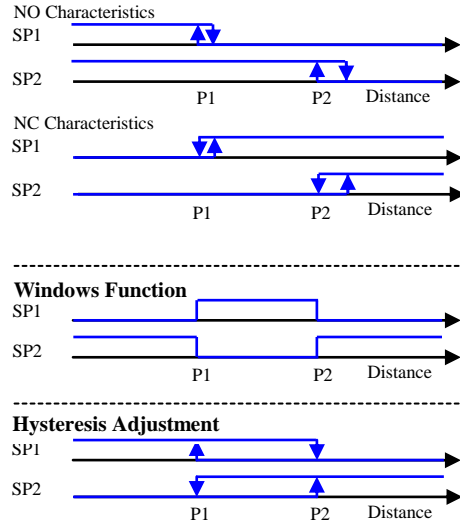 NO Characteristics
SP1
SP2
P1 P2 Distance
NC Characteristics
SP1
SP2
P1 P2 Distance
Windows Function
SP1
SP2
P1 P2 Distance
Hysteresis Adjustment
SP1
SP2
P1 P2 Distance